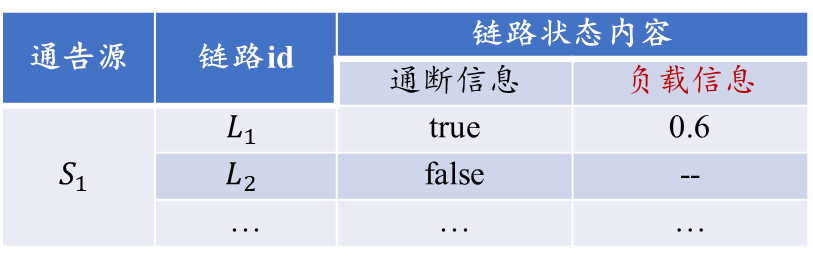 通告源 链路id 链路状态内容
通断信息 负载信息
S₁ L₁ true 0.6
L₂ false --
… … …